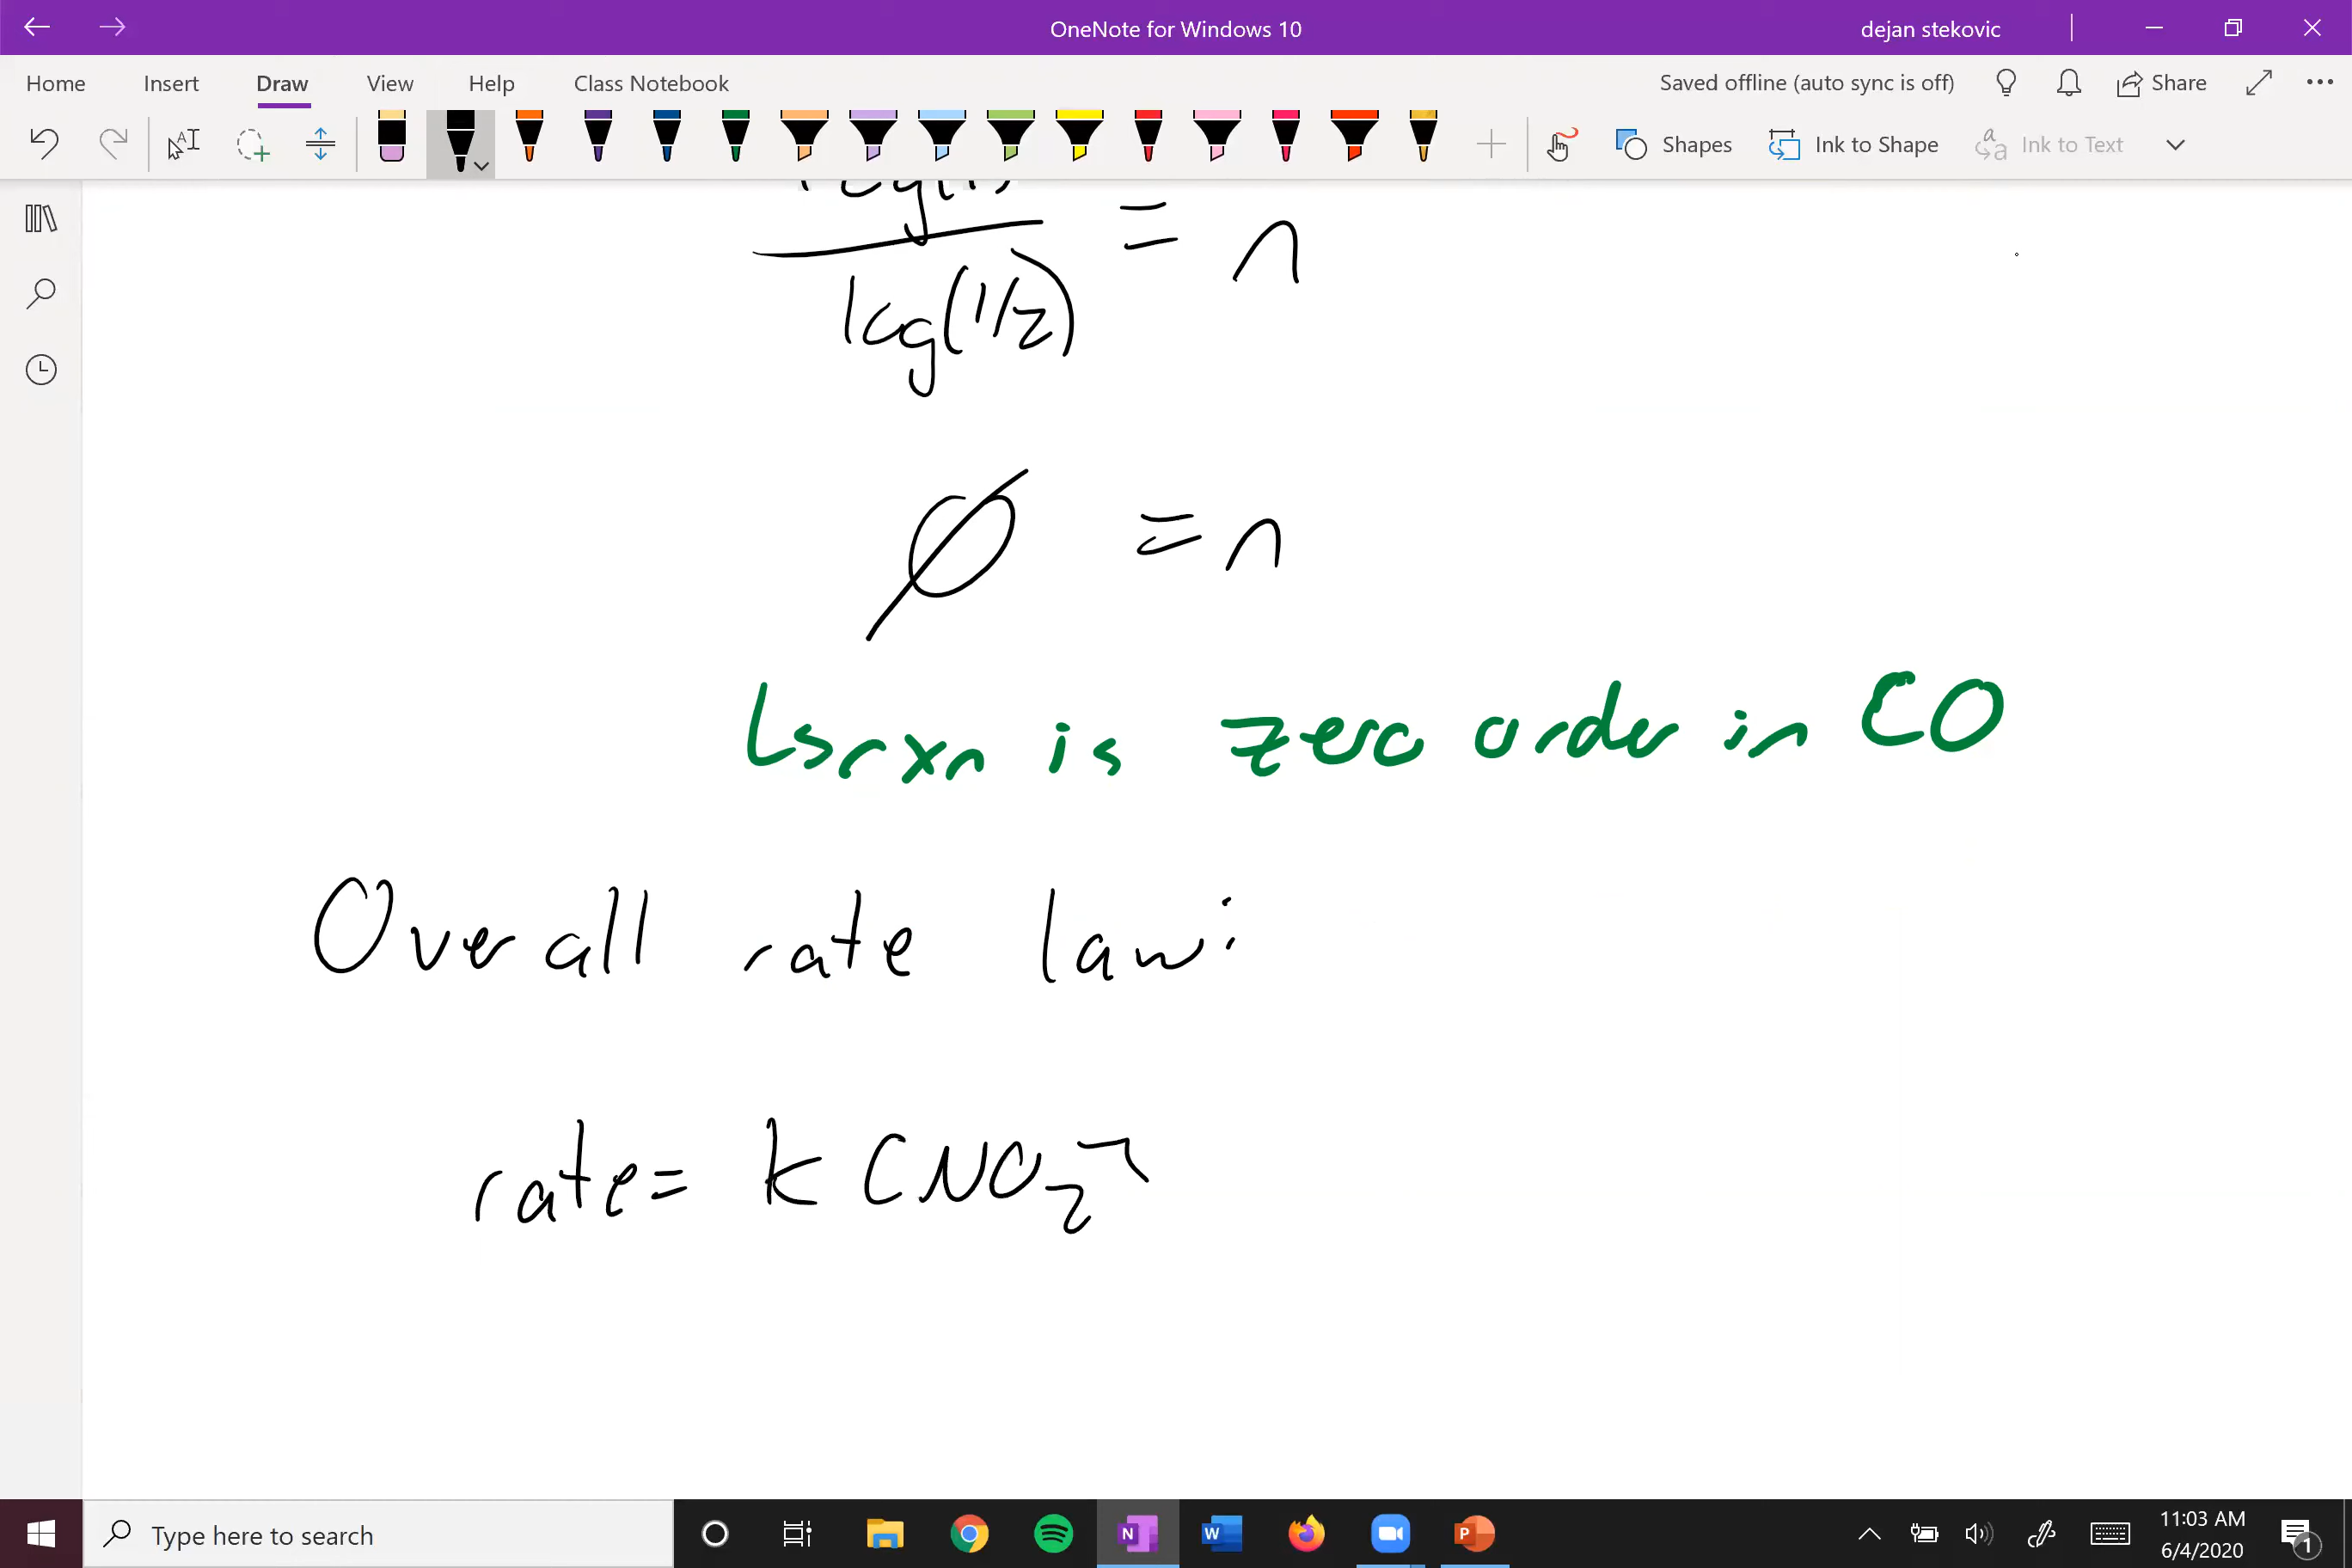 OneNote for Windows 10
dejan stekovic
Home Insert Draw View Help Class Notebook
Saved offline (auto sync is off) Share
Shapes Ink to Shape Ink to Text
= n
log(1/2)
∅ = n
↳ rxn is zero order in CO
Overall rate law:
rate = k [NO₂]
Type here to search
11:03 AM
6/4/2020
1